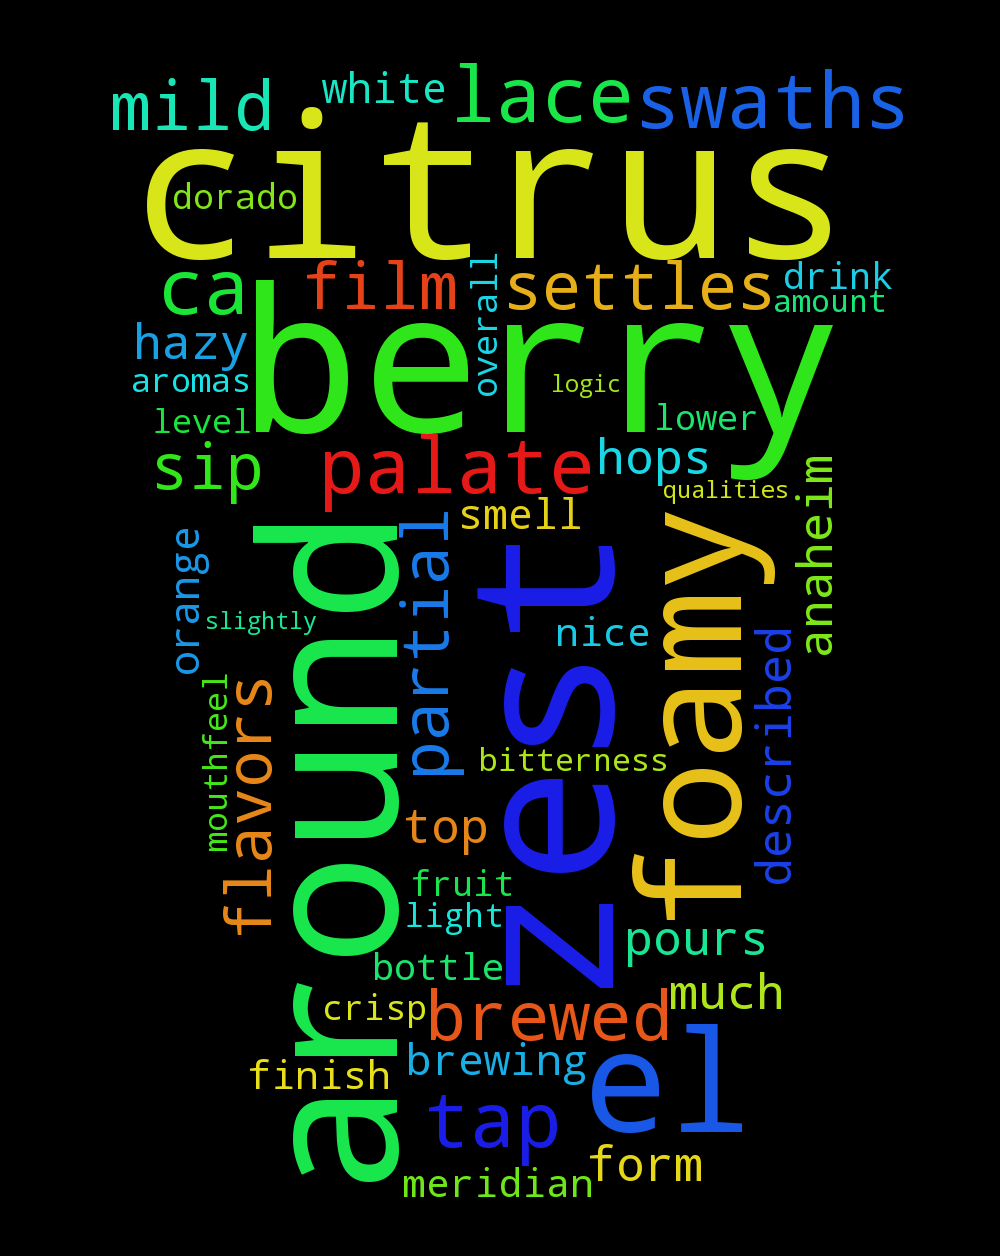 mild
white
lace
swaths
citrus
dorado
ca
film
overall
settles
drink
amount
hazy
berry
aromas
logic
level
lower
sip
palate
hops
qualities
anaheim
smell
orange
around
partial
zest
foamy
slightly
nice
described
mouthfeel
flavors
bitterness
top
fruit
light
pours
bottle
much
crisp
brewed
brewing
el
finish
tap
form
meridian